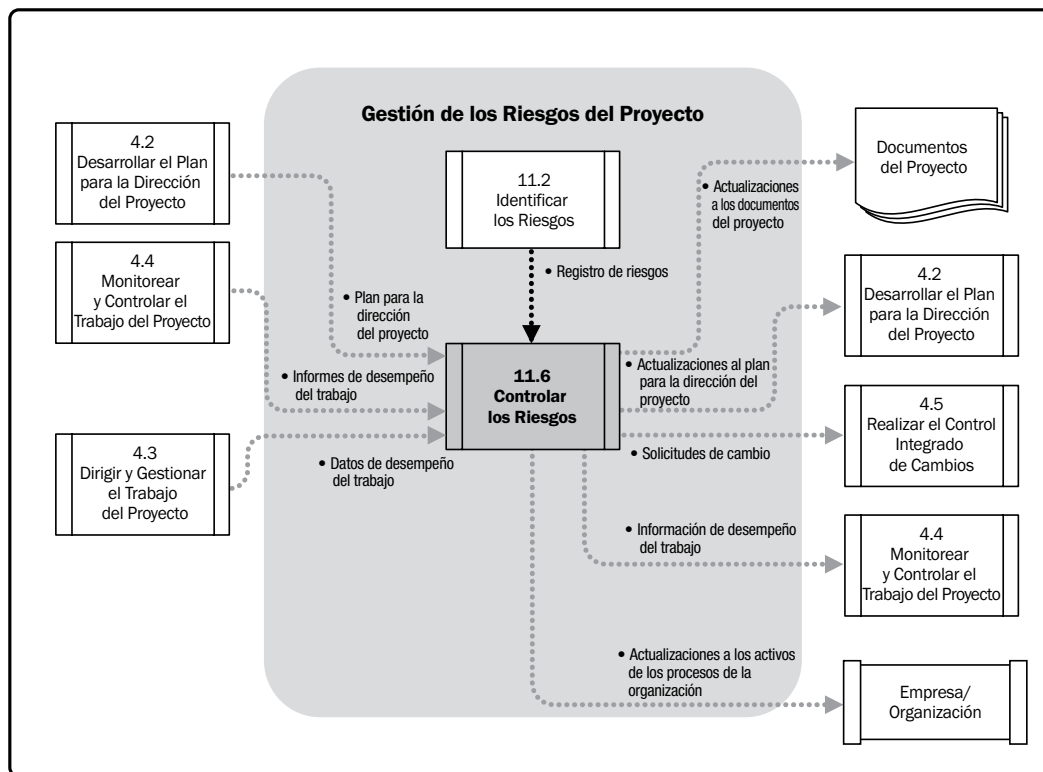 Gestión de los Riesgos del Proyecto
4.2
Desarrollar el Plan
para la Dirección
del Proyecto
4.4
Monitorear
y Controlar el
Trabajo del Proyecto
4.3
Dirigir y Gestionar
el Trabajo
del Proyecto
11.2
Identificar
los Riesgos
• Registro de riesgos
• Plan para la
dirección
del proyecto
• Informes de desempeño
del trabajo
• Datos de desempeño
del trabajo
11.6
Controlar
los Riesgos
• Actualizaciones
a los documentos
del proyecto
• Actualizaciones al plan
para la dirección del
proyecto
• Solicitudes de cambio
• Información de desempeño
del trabajo
• Actualizaciones a los activos
de los procesos de la
organización
Documentos
del Proyecto
4.2
Desarrollar el Plan
para la Dirección
del Proyecto
4.5
Realizar el Control
Integrado
de Cambios
4.4
Monitorear
y Controlar el
Trabajo del Proyecto
Empresa/
Organización